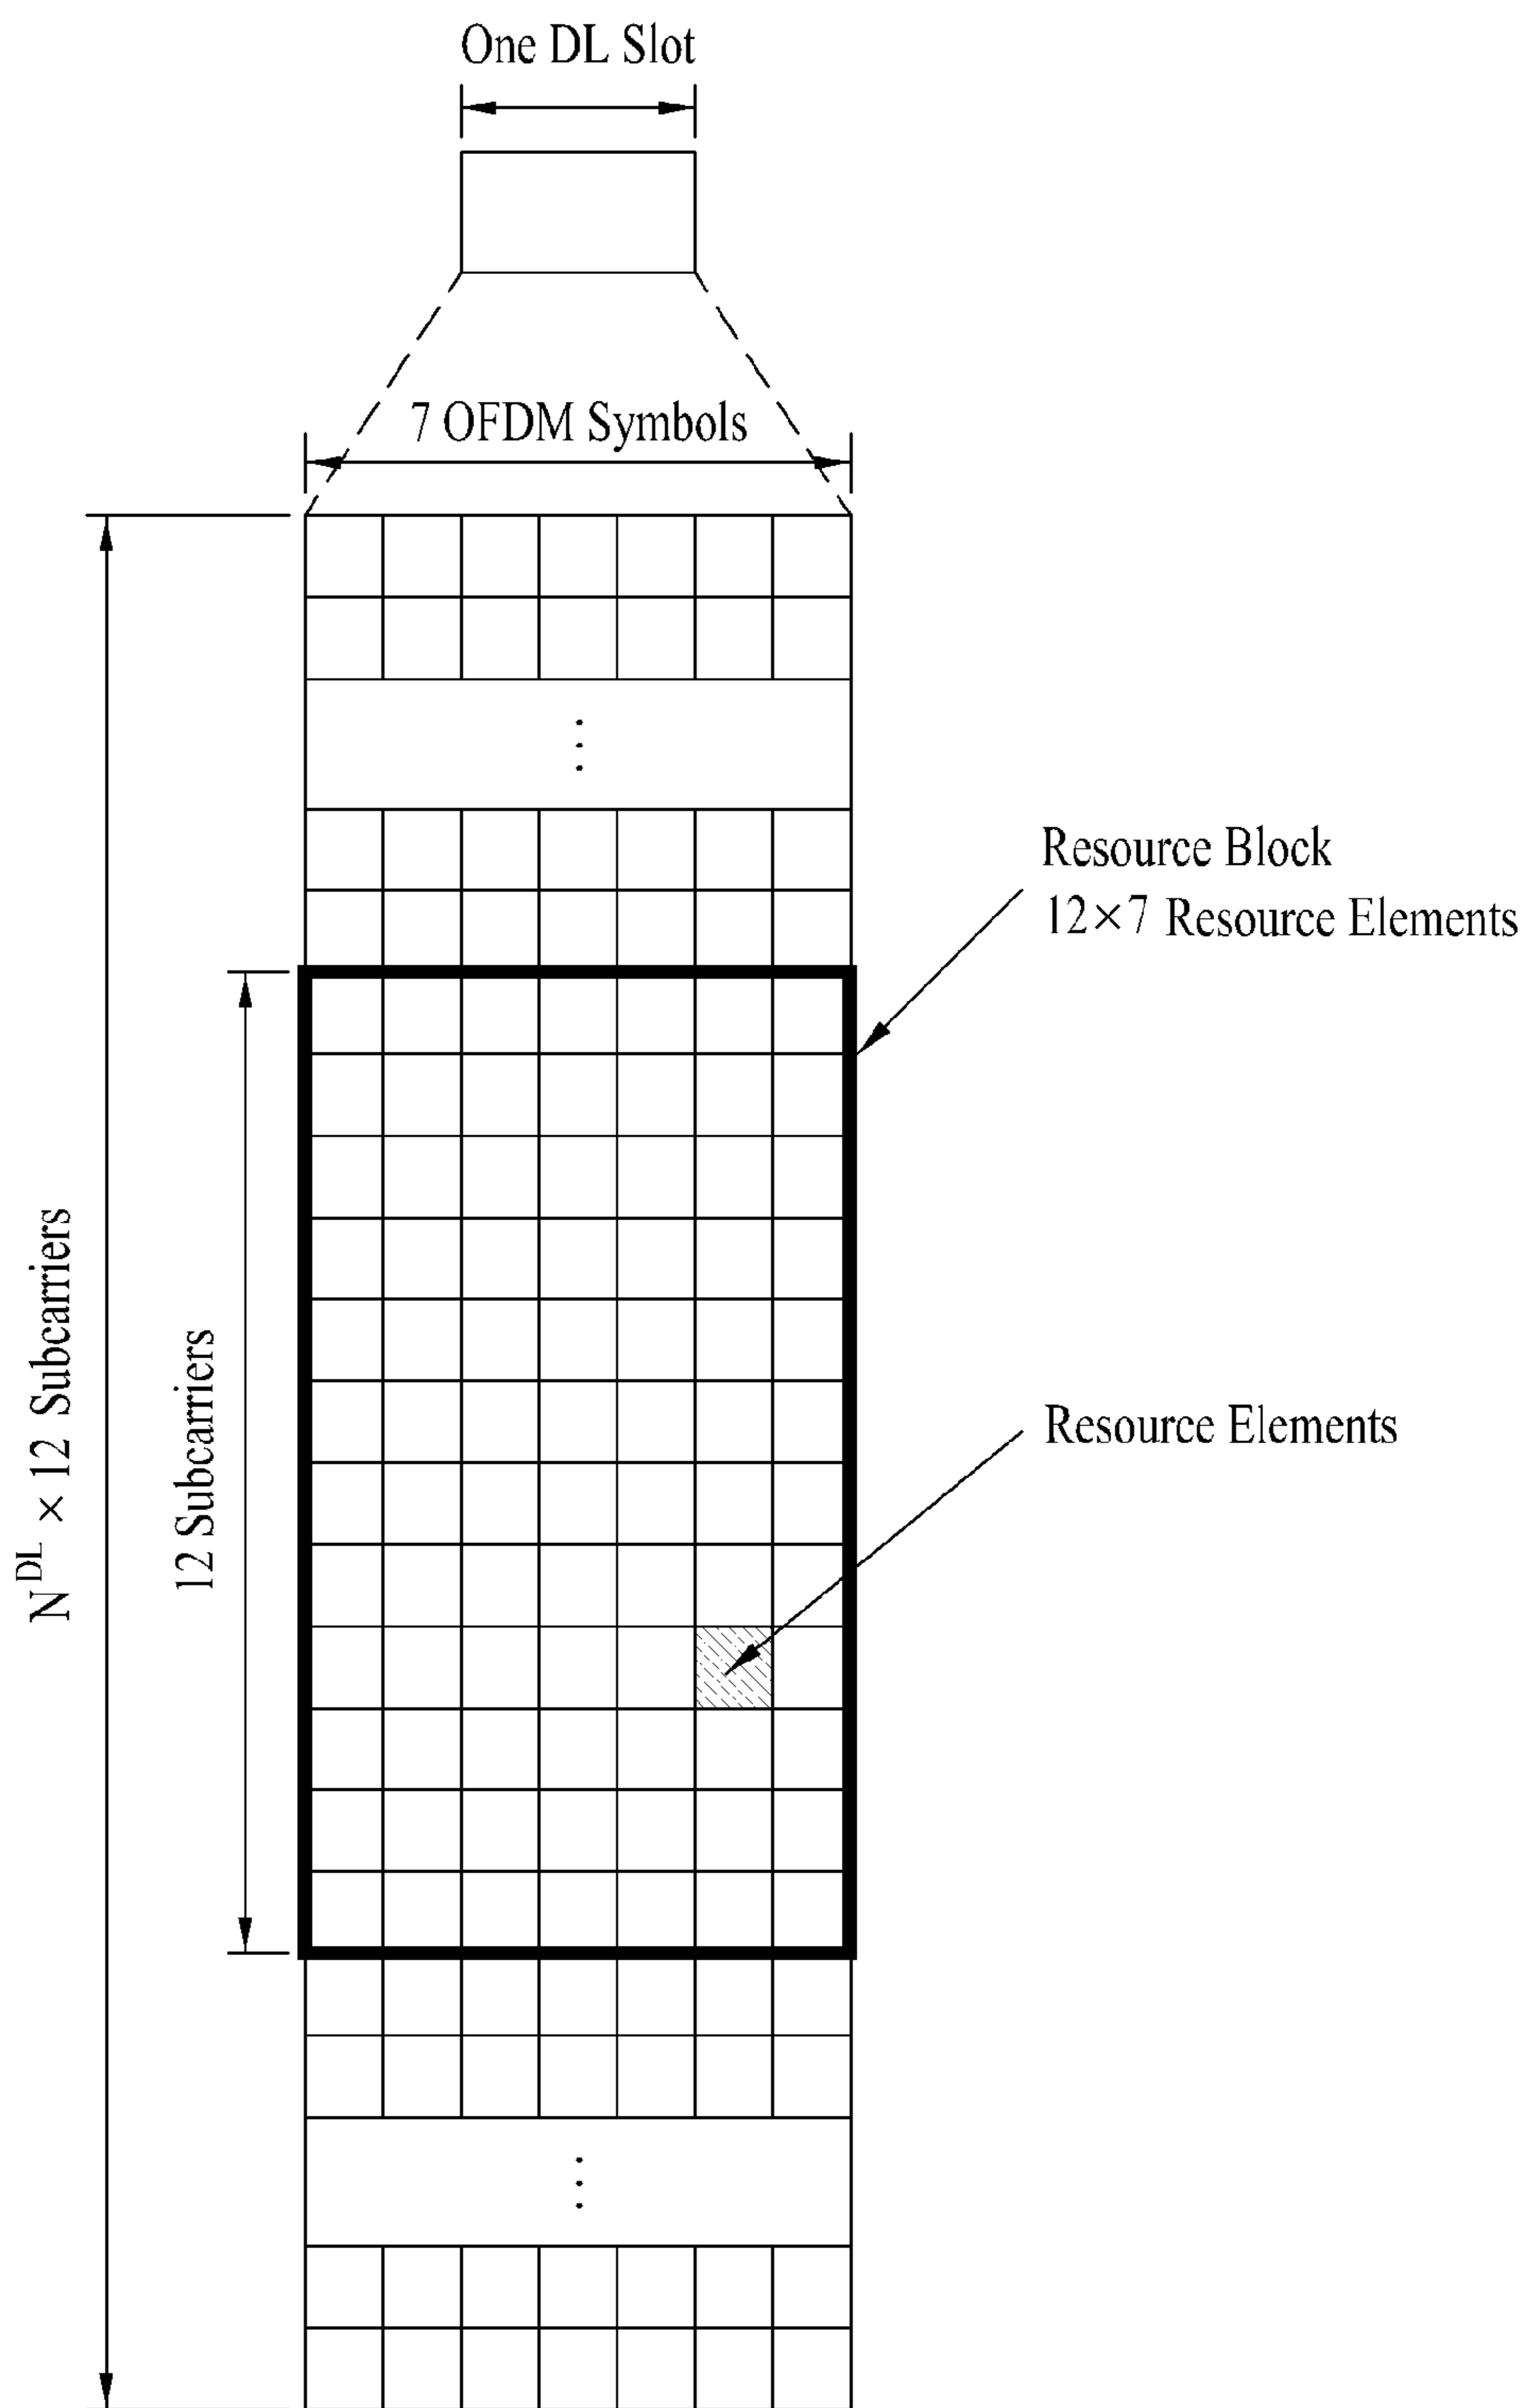 One DL Slot
7 OFDM Symbols
Resource Block
12×7 Resource Elements
Resource Elements
12 Subcarriers
N^DL × 12 Subcarriers